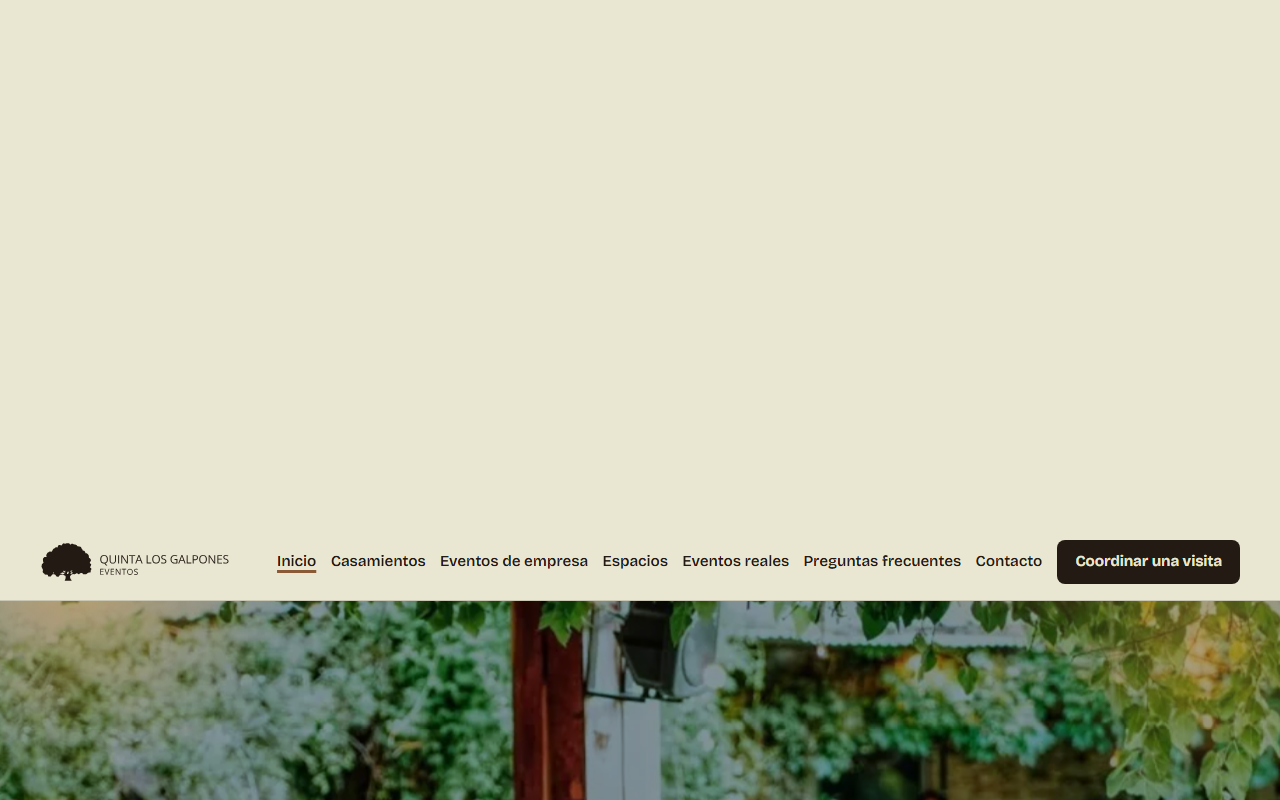 QUINTA LOS GALPONES
EVENTOS
Inicio Casamientos Eventos de empresa Espacios Eventos reales Preguntas frecuentes Contacto Coordinar una visita